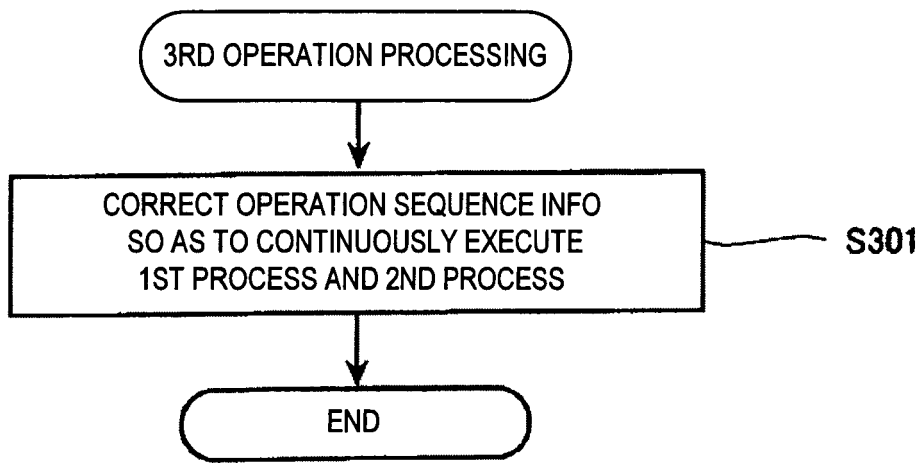 3RD OPERATION PROCESSING
CORRECT OPERATION SEQUENCE INFO
SO AS TO CONTINUOUSLY EXECUTE
1ST PROCESS AND 2ND PROCESS
S301
END